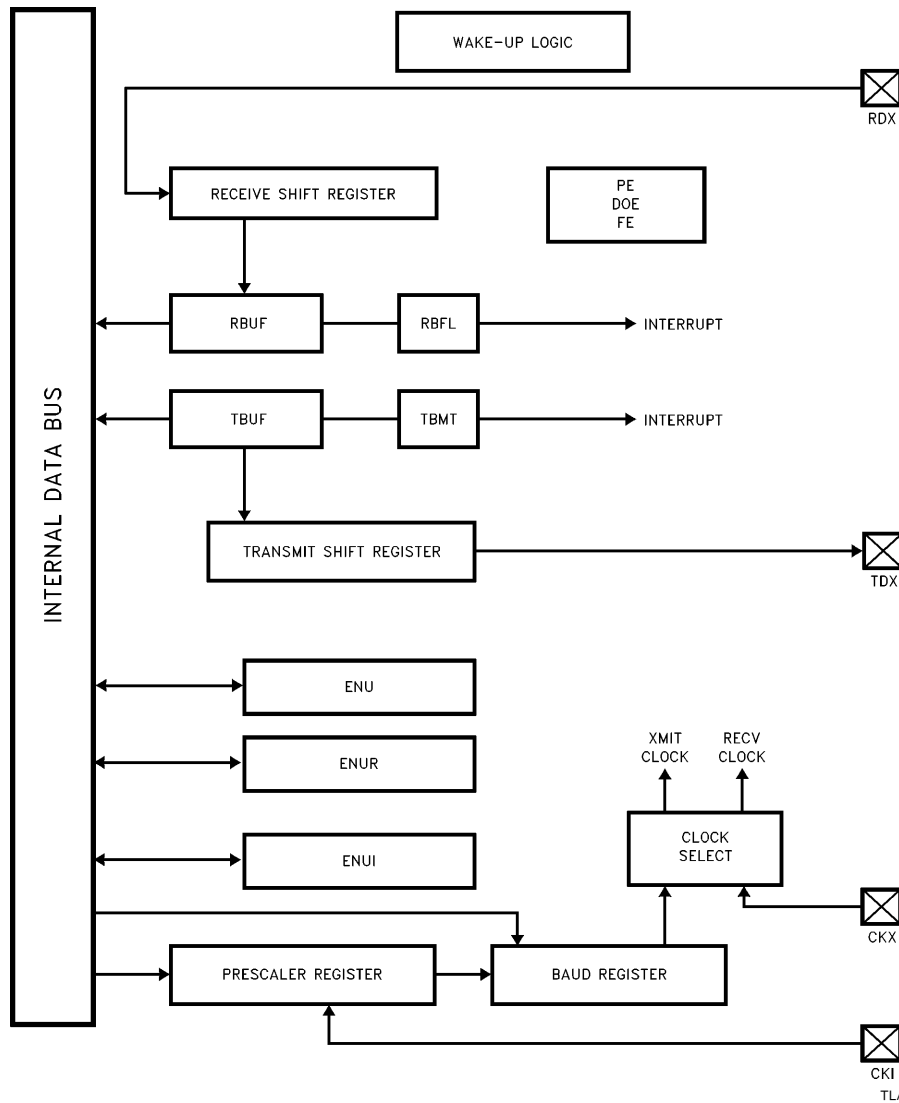 WAKE-UP LOGIC
RDX
RECEIVE SHIFT REGISTER
PE
DOE
FE
RBUF
RBFL
INTERRUPT
TBUF
TBMT
INTERRUPT
INTERNAL DATA BUS
TRANSMIT SHIFT REGISTER
TDX
ENU
XMIT
CLOCK
RECV
CLOCK
ENUR
CLOCK
SELECT
ENUI
CKX
PRESCALER REGISTER
BAUD REGISTER
CKI